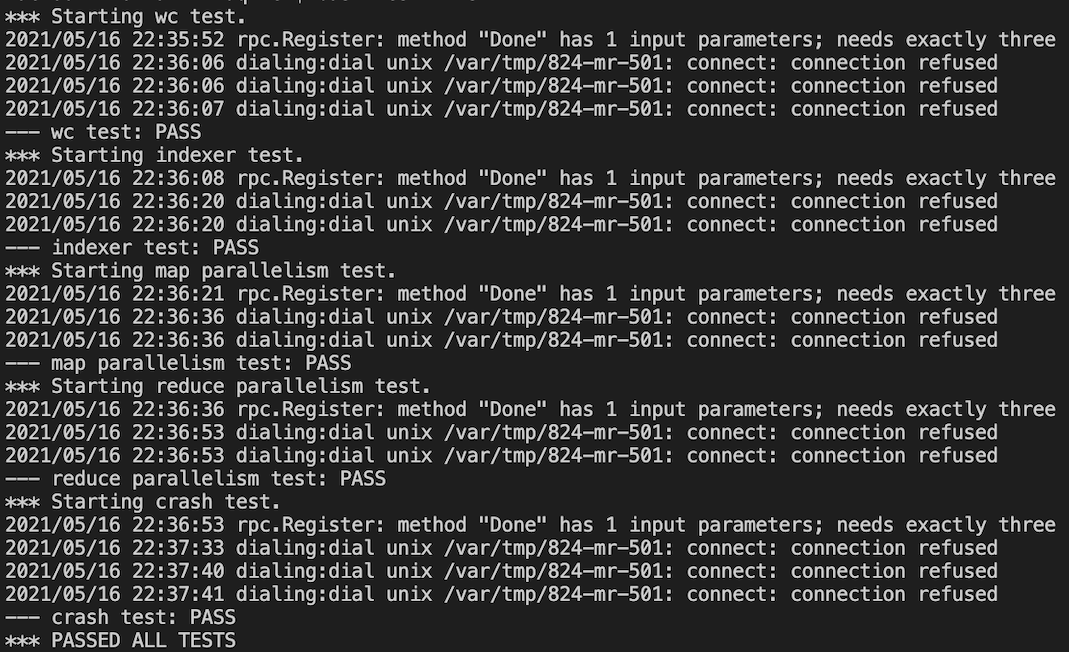 *** Starting wc test.
2021/05/16 22:35:52 rpc.Register: method "Done" has 1 input parameters; needs exactly three
2021/05/16 22:36:06 dialing:dial unix /var/tmp/824-mr-501: connect: connection refused
2021/05/16 22:36:06 dialing:dial unix /var/tmp/824-mr-501: connect: connection refused
2021/05/16 22:36:07 dialing:dial unix /var/tmp/824-mr-501: connect: connection refused
--- wc test: PASS
*** Starting indexer test.
2021/05/16 22:36:08 rpc.Register: method "Done" has 1 input parameters; needs exactly three
2021/05/16 22:36:20 dialing:dial unix /var/tmp/824-mr-501: connect: connection refused
2021/05/16 22:36:20 dialing:dial unix /var/tmp/824-mr-501: connect: connection refused
--- indexer test: PASS
*** Starting map parallelism test.
2021/05/16 22:36:21 rpc.Register: method "Done" has 1 input parameters; needs exactly three
2021/05/16 22:36:36 dialing:dial unix /var/tmp/824-mr-501: connect: connection refused
2021/05/16 22:36:36 dialing:dial unix /var/tmp/824-mr-501: connect: connection refused
--- map parallelism test: PASS
*** Starting reduce parallelism test.
2021/05/16 22:36:36 rpc.Register: method "Done" has 1 input parameters; needs exactly three
2021/05/16 22:36:53 dialing:dial unix /var/tmp/824-mr-501: connect: connection refused
2021/05/16 22:36:53 dialing:dial unix /var/tmp/824-mr-501: connect: connection refused
--- reduce parallelism test: PASS
*** Starting crash test.
2021/05/16 22:36:53 rpc.Register: method "Done" has 1 input parameters; needs exactly three
2021/05/16 22:37:33 dialing:dial unix /var/tmp/824-mr-501: connect: connection refused
2021/05/16 22:37:40 dialing:dial unix /var/tmp/824-mr-501: connect: connection refused
2021/05/16 22:37:41 dialing:dial unix /var/tmp/824-mr-501: connect: connection refused
--- crash test: PASS
*** PASSED ALL TESTS